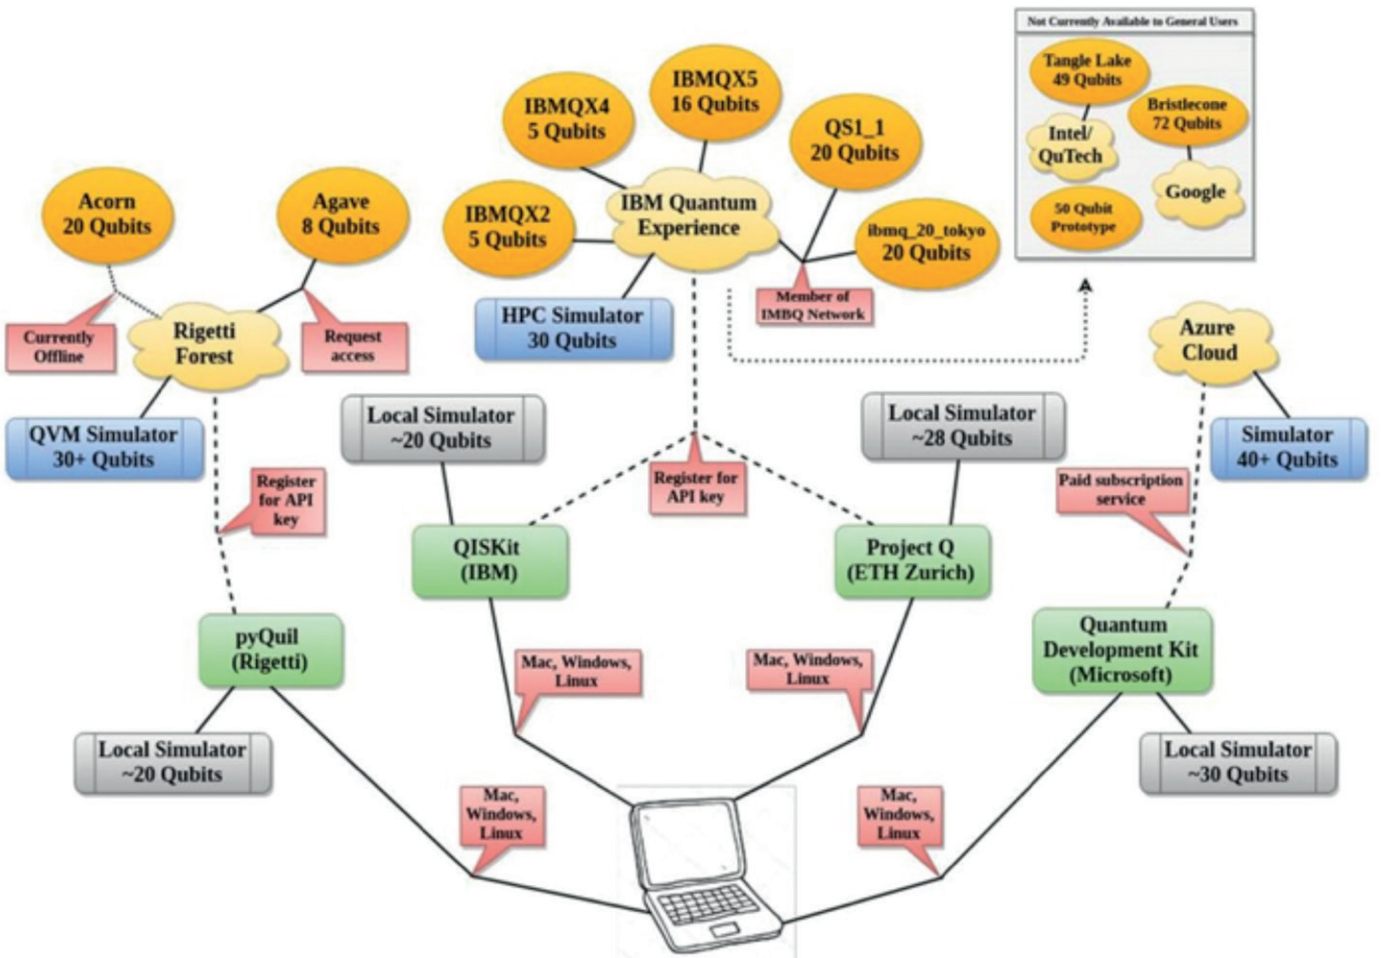 Not Currently Available to General Users
Tangle Lake
49 Qubits
Bristlecone
72 Qubits
Intel/
QuTech
Google
50 Qubit
Prototype
IBMQX5
16 Qubits
IBMQX4
5 Qubits
QS1_1
20 Qubits
IBMQX2
5 Qubits
IBM Quantum
Experience
ibmq_20_tokyo
20 Qubits
Member of
IMBQ Network
HPC Simulator
30 Qubits
Acorn
20 Qubits
Agave
8 Qubits
Currently
Offline
Rigetti
Forest
Request
access
QVM Simulator
30+ Qubits
Register
for API
key
Azure
Cloud
Simulator
40+ Qubits
Paid subscription
service
Local Simulator
~20 Qubits
Register for
API key
Local Simulator
~28 Qubits
QISKit
(IBM)
Project Q
(ETH Zurich)
pyQuil
(Rigetti)
Quantum
Development Kit
(Microsoft)
Mac, Windows,
Linux
Mac, Windows,
Linux
Local Simulator
~20 Qubits
Local Simulator
~30 Qubits
Mac,
Windows,
Linux
Mac,
Windows,
Linux